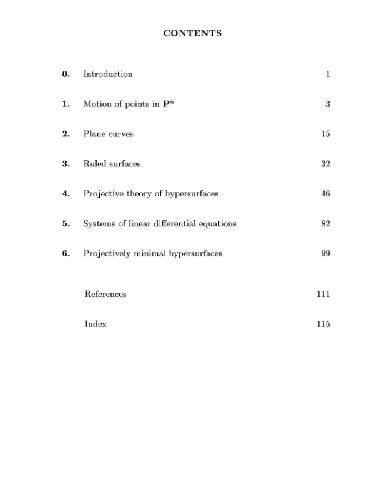 CONTENTS
0. Introduction 1
1. Motion of points in Pⁿ 3
2. Plane curves 15
3. Ruled surfaces 32
4. Projective theory of hypersurfaces 46
5. Systems of linear differential equations 82
6. Projectively minimal hypersurfaces 99
References 111
Index 115